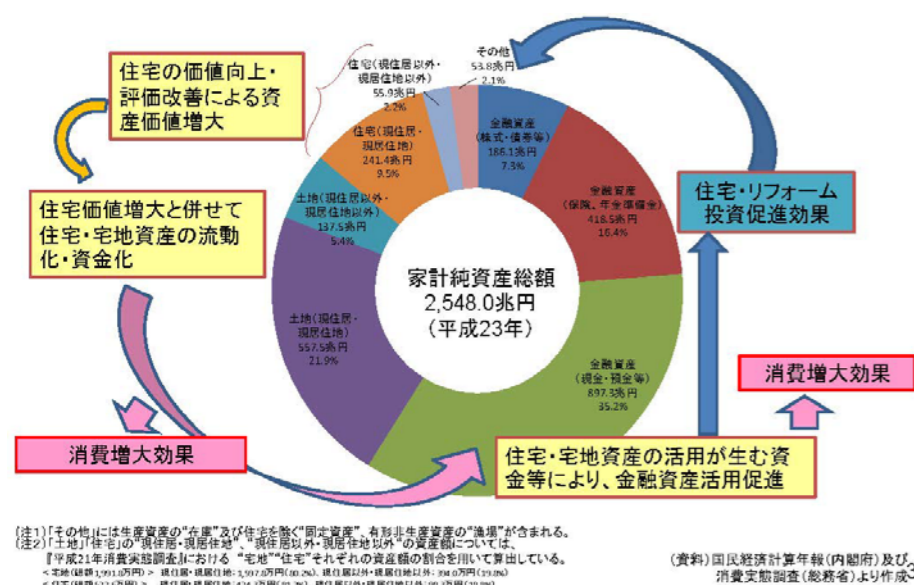 住宅の価値向上・
評価改善による資
産価値増大
住宅価値増大と併せて
住宅・宅地資産の流動
化・資金化
消費増大効果
住宅(現住居以外・
現居住地以外)
55.9兆円
2.2%
その他
53.8兆円
2.1%
金融資産
(株式・債券等)
186.1兆円
7.3%
金融資産
(保険、年金準備金)
418.5兆円
16.4%
金融資産
(現金・預金等)
897.3兆円
35.2%
土地(現住居・
現居住地)
557.5兆円
21.9%
土地(現住居以外・
現居住地以外)
137.5兆円
5.4%
住宅(現住居・
現居住地)
241.4兆円
9.5%
家計純資産総額
2,548.0兆円
(平成23年)
住宅・リフォーム
投資促進効果
消費増大効果
住宅・宅地資産の活用が生む資
金等により、金融資産活用促進
(注1)「その他」には生産資産の“在庫”及び住宅を除く“固定資産”、有形非生産資産の“漁場”が含まれる。
(注2)「土地」「住宅」の“現住居・現居住地”、“現住居以外・現居住地以外”の資産額については、
『平成21年消費実態調査』における “宅地”“住宅”それぞれの資産額の割合を用いて算出している。
(資料)国民経済計算年報(内閣府)及び、
消費実態調査(総務省)より作成